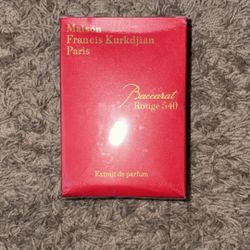 Maison
Francis Kurkdjian
Paris
Baccarat
Rouge 540
Extrait de parfum